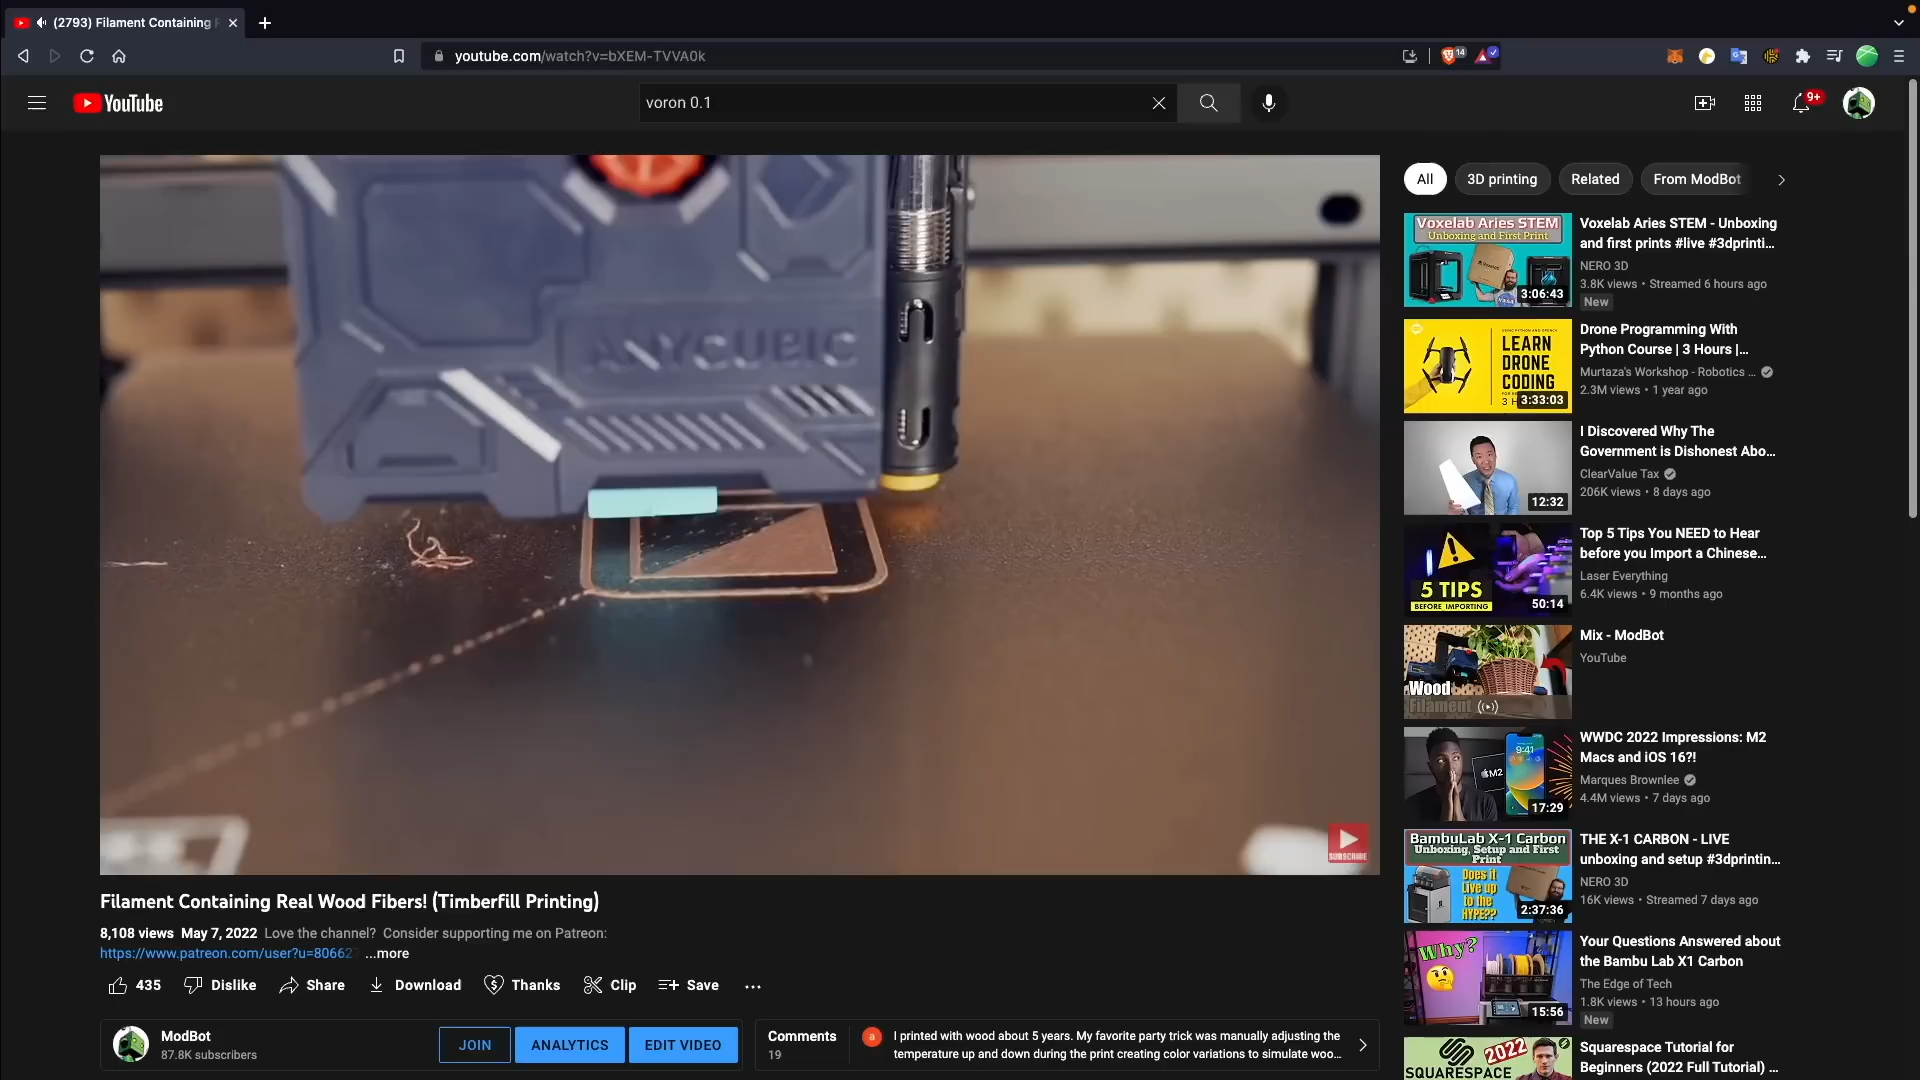 (2793) Filament Containing
youtube.com/watch?v=bXEM-TVVA0k
14
YouTube
voron 0.1
9+
ANYCUBIC
SUBSCRIBE
Filament Containing Real Wood Fibers! (Timberfill Printing)
8,108 views May 7, 2022 Love the channel? Consider supporting me on Patreon:
https://www.patreon.com/user?u=80662 ...more
435 Dislike Share Download Thanks Clip Save ...
ModBot
87.8K subscribers
JOIN
ANALYTICS
EDIT VIDEO
Comments
19
a
I printed with wood about 5 years. My favorite party trick was manually adjusting the
temperature up and down during the print creating color variations to simulate woo...
All 3D printing Related From ModBot
Voxelab Aries STEM
Unboxing and First Print
3:06:43
Voxelab Aries STEM - Unboxing
and first prints #live #3dprinti...
NERO 3D
3.8K views • Streamed 6 hours ago
New
USING PYTHON AND OPENCV
LEARN
DRONE
CODING
3:33:03
Drone Programming With
Python Course | 3 Hours |...
Murtaza's Workshop - Robotics ...
2.3M views • 1 year ago
12:32
I Discovered Why The
Government is Dishonest Abo...
ClearValue Tax
206K views • 8 days ago
5 TIPS
BEFORE IMPORTING
50:14
Top 5 Tips You NEED to Hear
before you Import a Chinese...
Laser Everything
6.4K views • 9 months ago
Wood
Filament
Mix - ModBot
YouTube
9:41
M2
17:29
WWDC 2022 Impressions: M2
Macs and iOS 16?!
Marques Brownlee
4.4M views • 7 days ago
BambuLab X-1 Carbon
Unboxing, Setup and First
Print
Does it
Live up
to the
HYPE??
2:37:36
THE X-1 CARBON - LIVE
unboxing and setup #3dprintin...
NERO 3D
16K views • Streamed 7 days ago
Why?
15:56
Your Questions Answered about
the Bambu Lab X1 Carbon
The Edge of Tech
1.8K views • 13 hours ago
New
2022
SQUARESPACE
Squarespace Tutorial for
Beginners (2022 Full Tutorial) ...